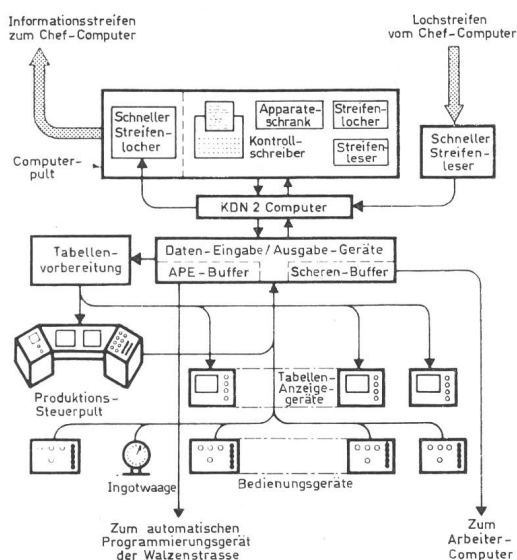 Informationsstreifen
zum Chef-Computer
Lochstreifen
vom Chef-Computer
Schneller
Streifen-
locher
Apparate-
schrank
Streifen-
locher
Kontroll-
schreiber
Streifen-
leser
Schneller
Streifen-
leser
Computer-
pult
KDN 2 Computer
Tabellen-
vorbereitung
Daten-Eingabe/Ausgabe-Geräte
APE-Buffer
Scheren-Buffer
Produktions-
Steuerpult
Tabellen-
Anzeige-
geräte
Ingotwaage
Bedienungsgeräte
Zum automatischen
Programmierungsgerät
der Walzenstrasse
Zum
Arbeiter-
Computer